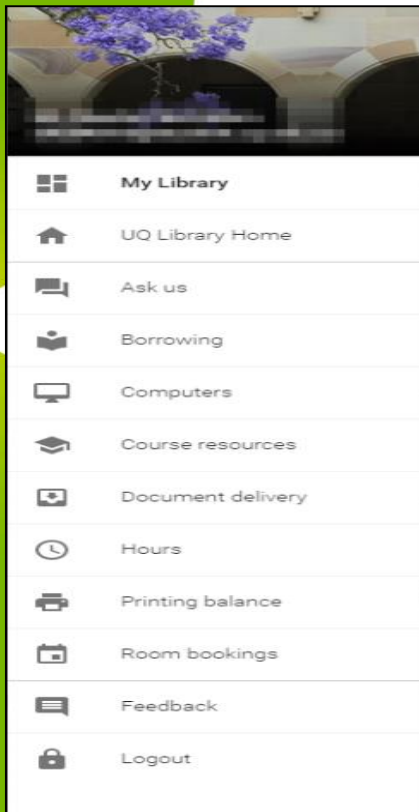 My Library
UQ Library Home
Ask us
Borrowing
Computers
Course resources
Document delivery
Hours
Printing balance
Room bookings
Feedback
Logout